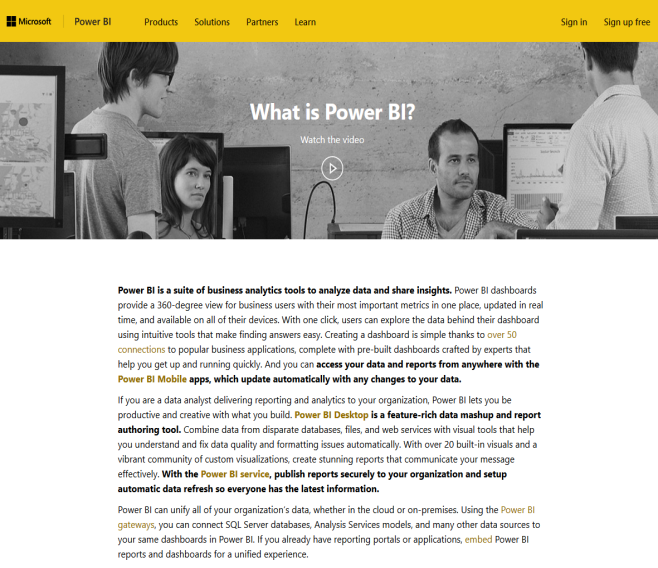 Microsoft Power BI Products Solutions Partners Learn Sign in Sign up free
What is Power BI?
Watch the video
Power BI is a suite of business analytics tools to analyze data and share insights. Power BI dashboards
provide a 360-degree view for business users with their most important metrics in one place, updated in real
time, and available on all of their devices. With one click, users can explore the data behind their dashboard
using intuitive tools that make finding answers easy. Creating a dashboard is simple thanks to over 50
connections to popular business applications, complete with pre-built dashboards crafted by experts that
help you get up and running quickly. And you can access your data and reports from anywhere with the
Power BI Mobile apps, which update automatically with any changes to your data.
If you are a data analyst delivering reporting and analytics to your organization, Power BI lets you be
productive and creative with what you build. Power BI Desktop is a feature-rich data mashup and report
authoring tool. Combine data from disparate databases, files, and web services with visual tools that help
you understand and fix data quality and formatting issues automatically. With over 20 built-in visuals and a
vibrant community of custom visualizations, create stunning reports that communicate your message
effectively. With the Power BI service, publish reports securely to your organization and setup
automatic data refresh so everyone has the latest information.
Power BI can unify all of your organization's data, whether in the cloud or on-premises. Using the Power BI
gateways, you can connect SQL Server databases, Analysis Services models, and many other data sources to
your same dashboards in Power BI. If you already have reporting portals or applications, embed Power BI
reports and dashboards for a unified experience.